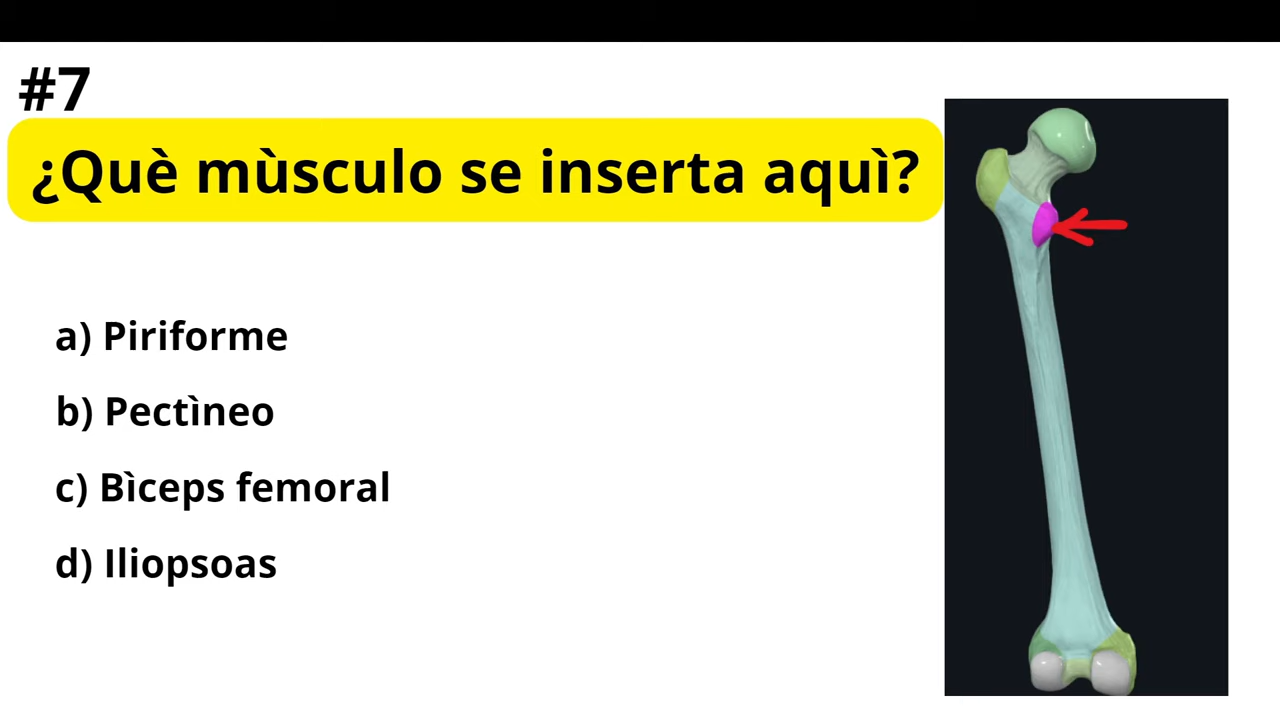 #7
¿Què mùsculo se inserta aquì?
a) Piriforme
b) Pectìneo
c) Bìceps femoral
d) Iliopsoas